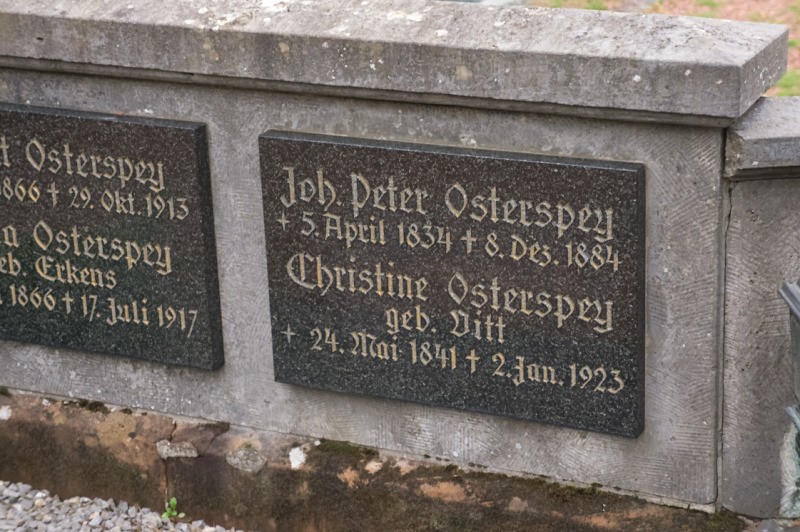 Osterspey
1866 + 29. Okt. 1913
Osterspey
geb. Erkens
1866 + 17. Juli 1917
Joh. Peter Osterspey
+ 5. April 1834 + 8. Dez. 1884
Christine Osterspey
geb. Vitt
+ 24. Mai 1841 + 2. Jan. 1923